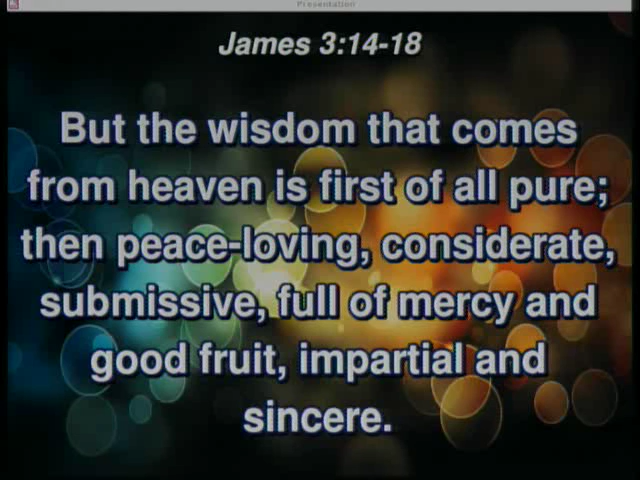 Presentation
James 3:14-18
But the wisdom that comes
from heaven is first of all pure;
then peace-loving, considerate,
submissive, full of mercy and
good fruit, impartial and
sincere.